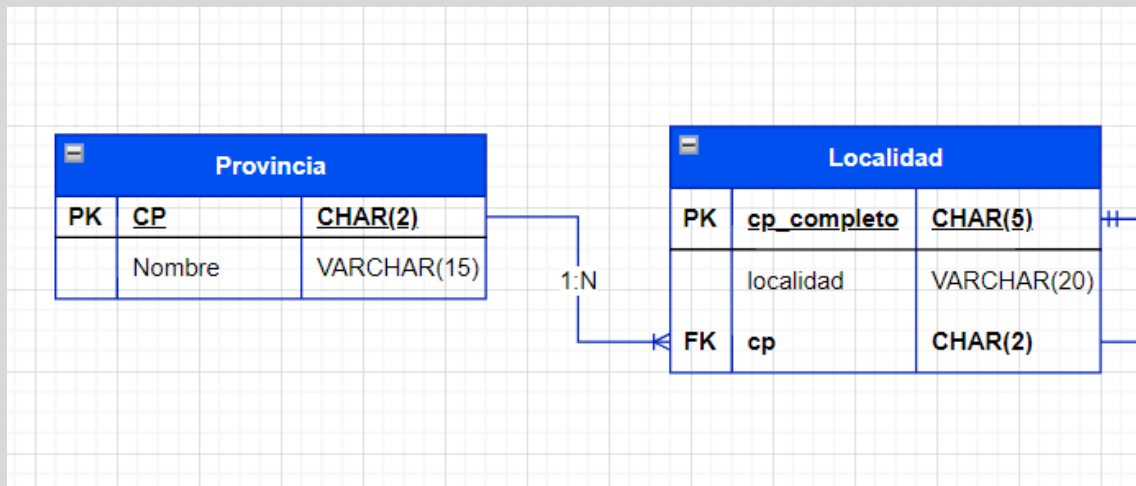 Provincia
PK CP CHAR(2)
Nombre VARCHAR(15)
1:N
Localidad
PK cp_completo CHAR(5)
localidad VARCHAR(20)
FK cp CHAR(2)